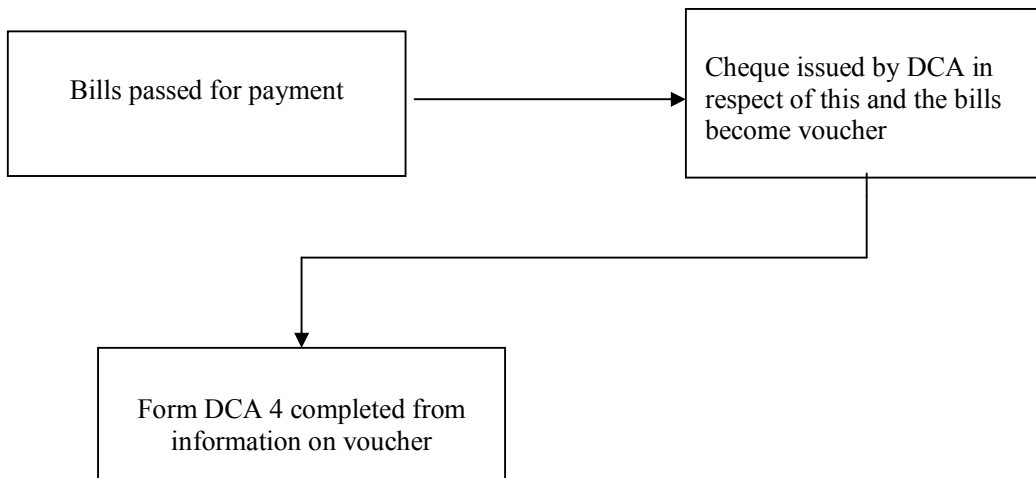 Bills passed for payment
Cheque issued by DCA in
respect of this and the bills
become voucher
Form DCA 4 completed from
information on voucher